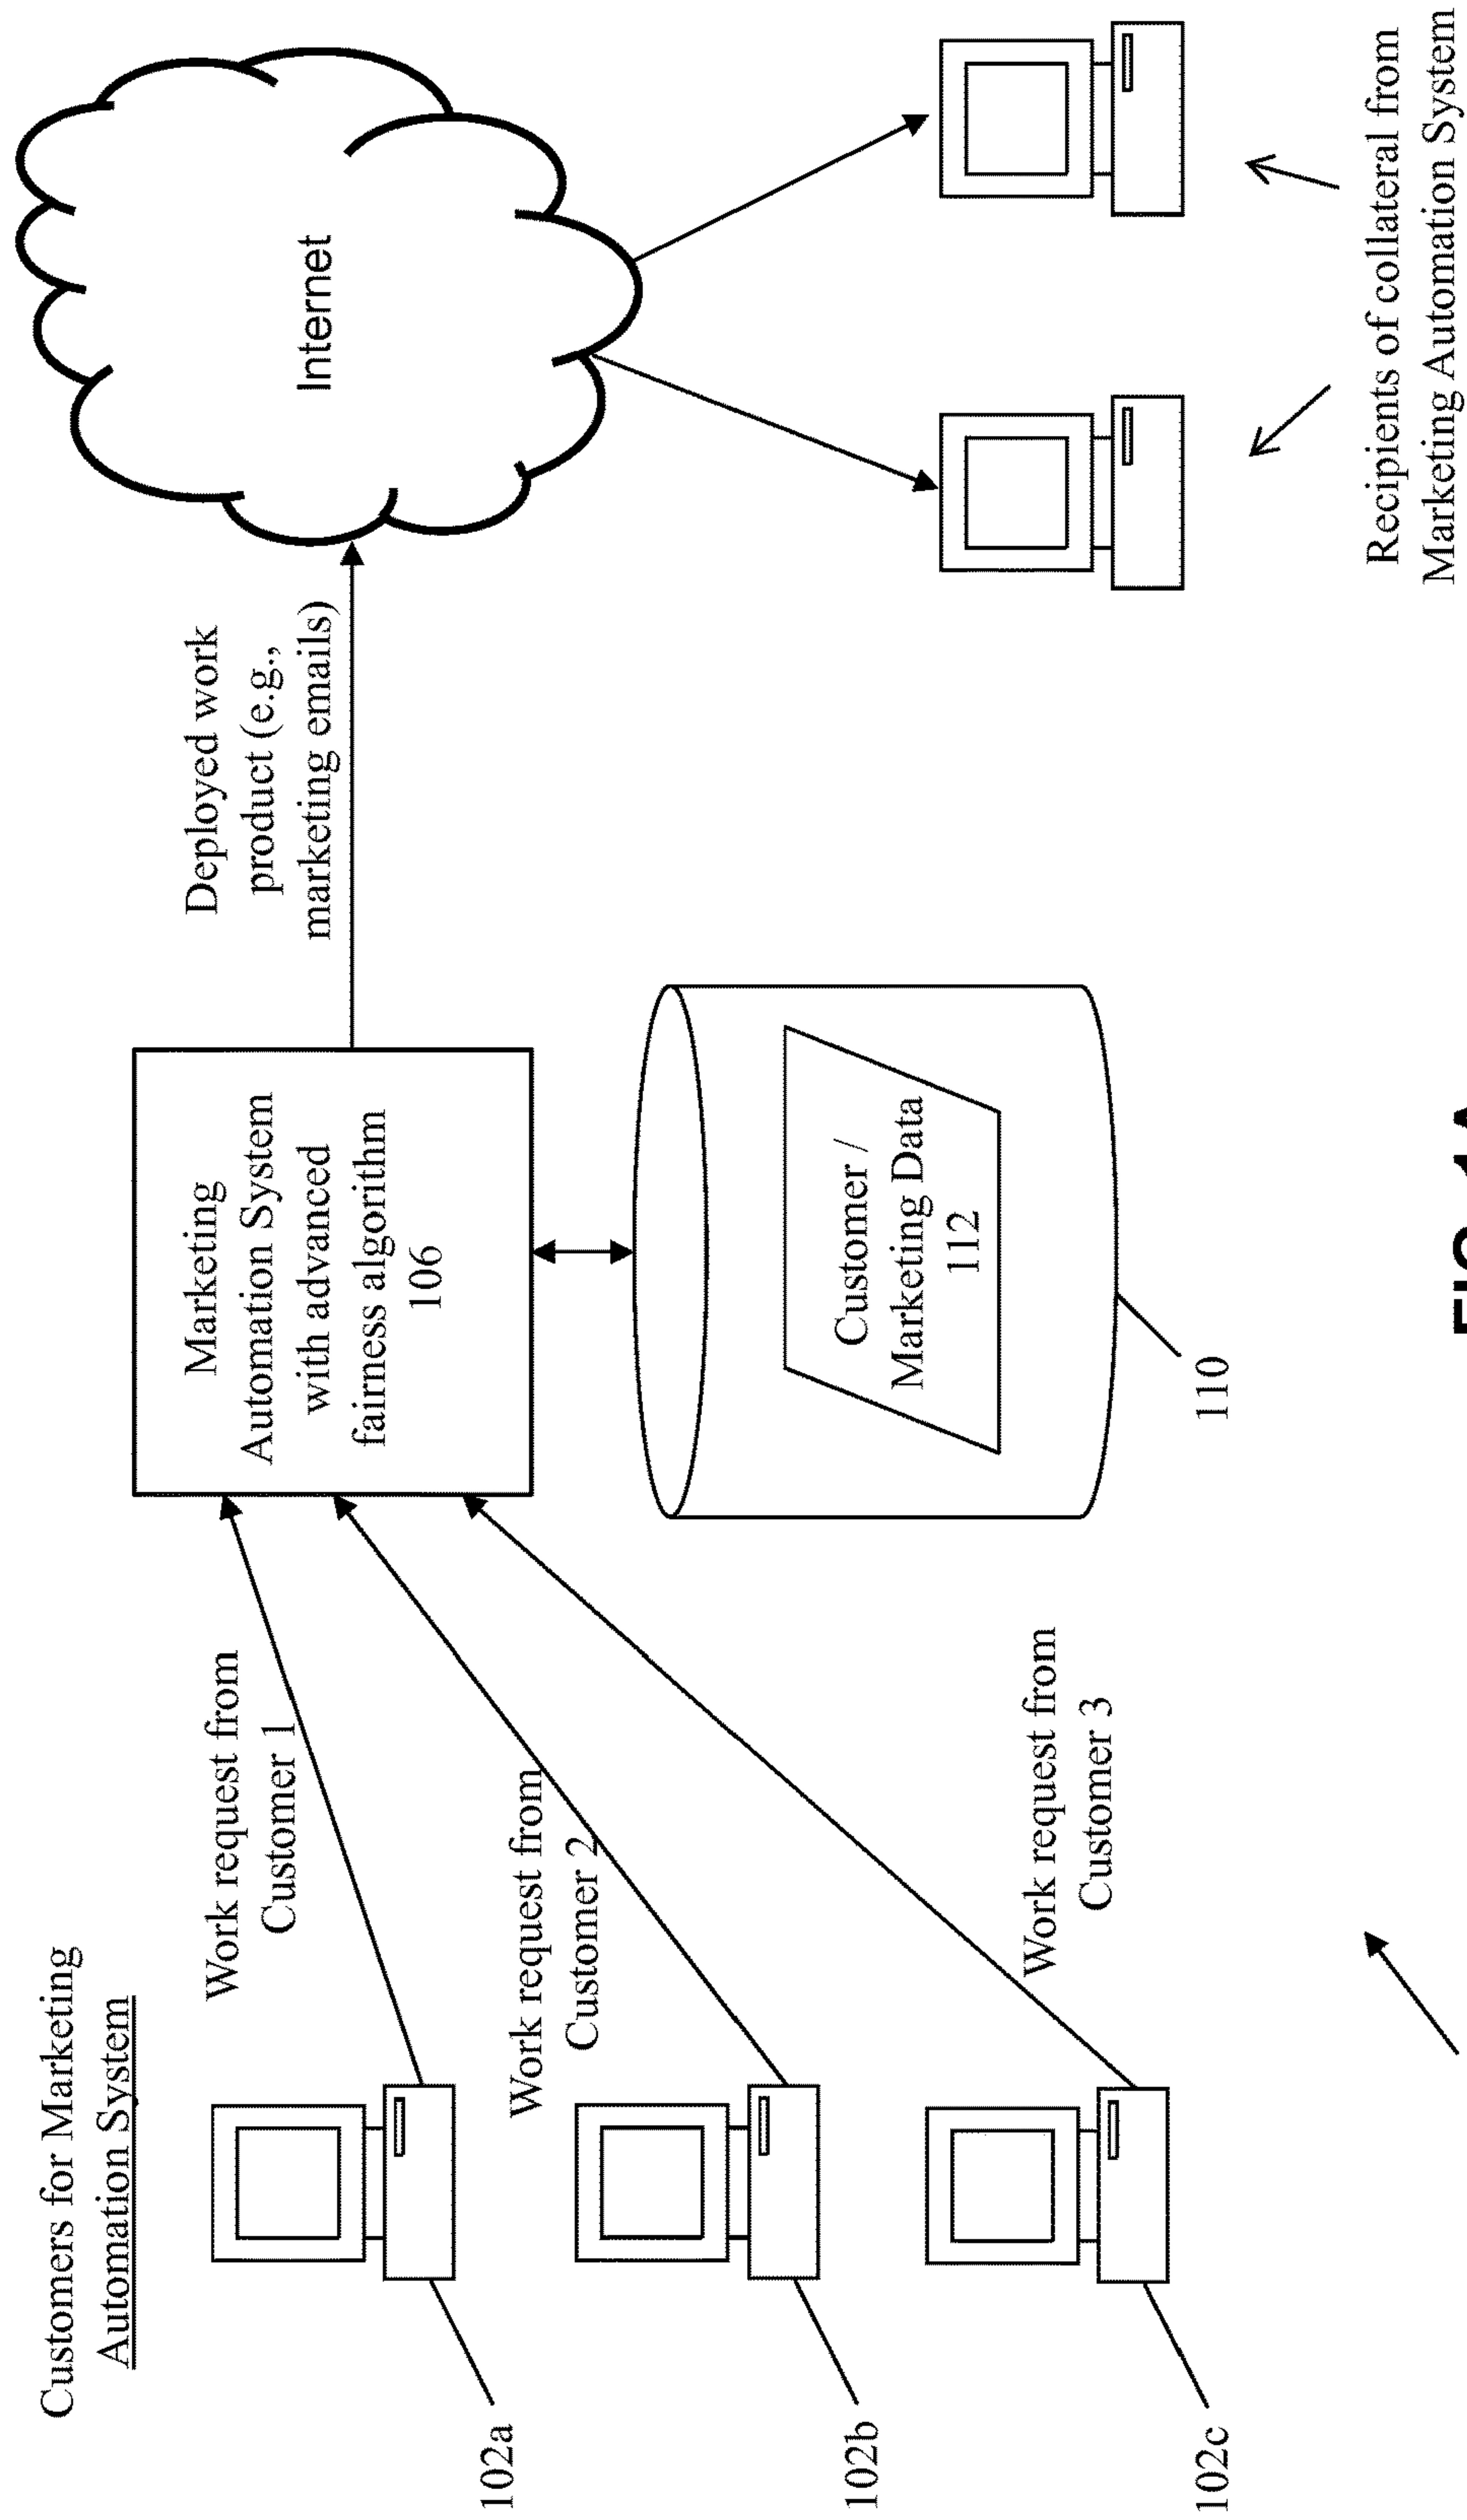 Customers for Marketing
Automation System
Work request from
Customer 1
Work request from
Customer 2
Work request from
Customer 3
102a
102b
102c
Marketing
Automation System
with advanced
fairness algorithm
106
Customer /
Marketing Data
112
110
Deployed work
product (e.g.,
marketing emails)
Internet
Recipients of collateral from
Marketing Automation System